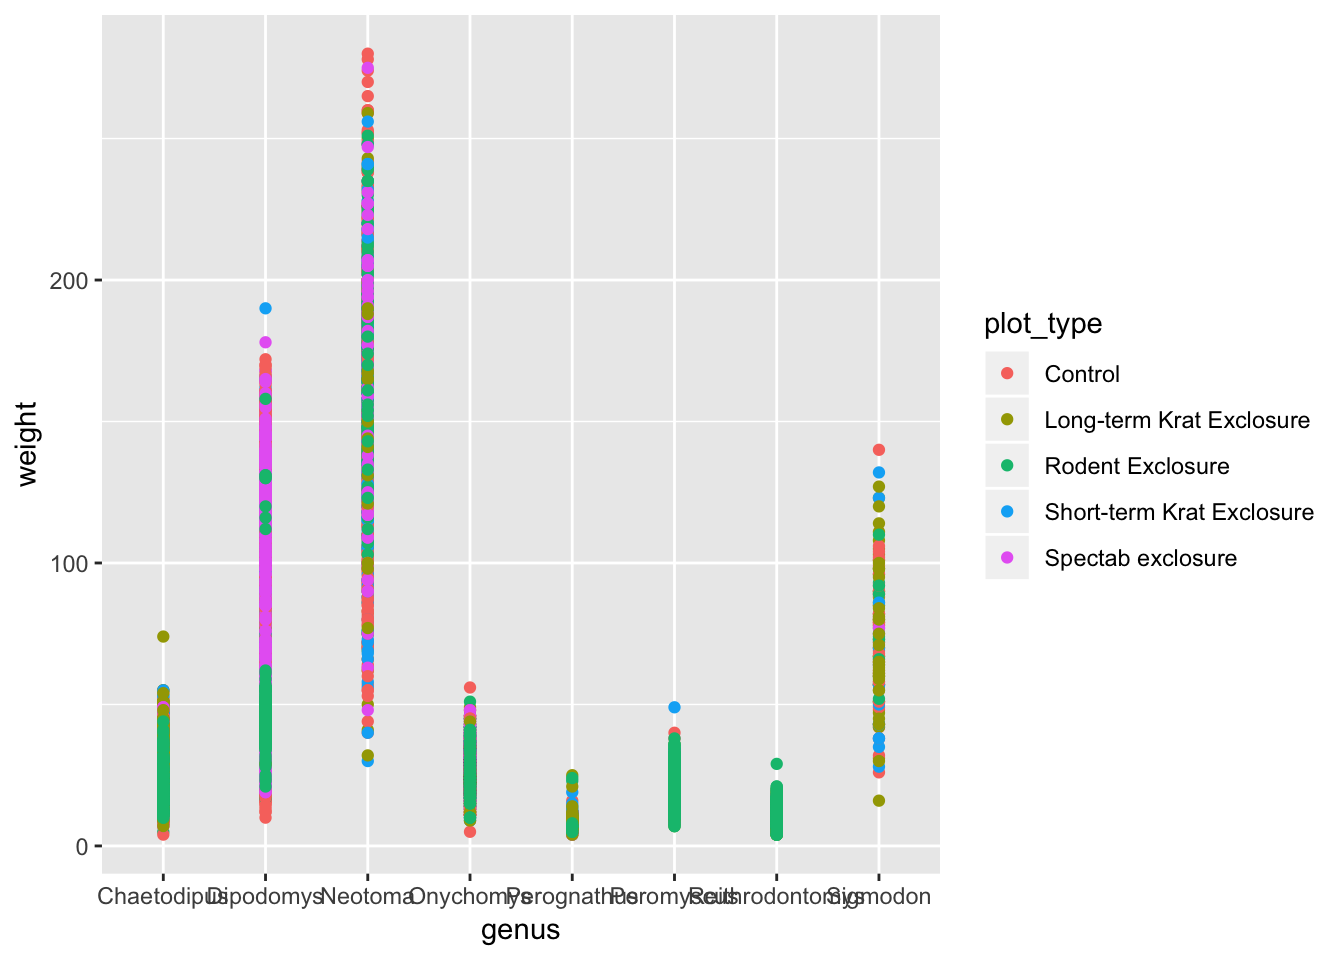 weight
200
100
0
Chaetodipus Dipodomys Neotoma Onychomys Perognathus Peromyscus Reithrodontomys Sigmodon
genus
plot_type
Control
Long-term Krat Exclosure
Rodent Exclosure
Short-term Krat Exclosure
Spectab exclosure